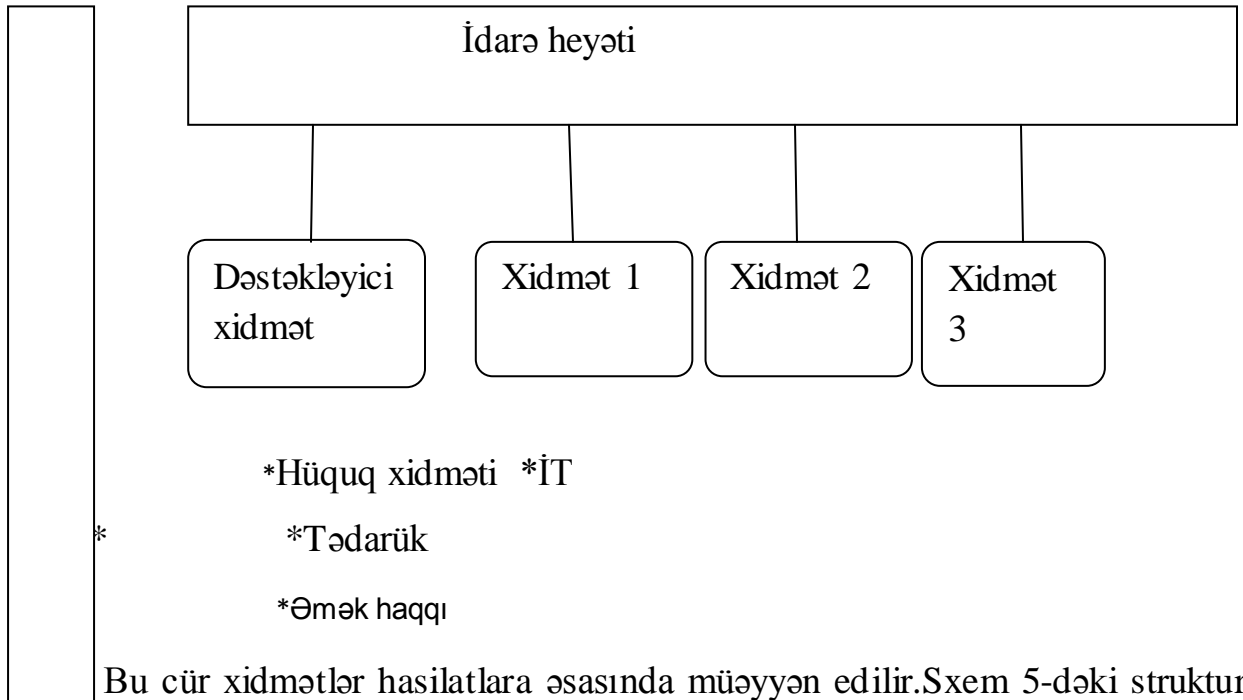 İdarə heyəti
Dəstəkləyici
xidmət
Xidmət 1
Xidmət 2
Xidmət
3
*Hüquq xidməti *İT
* *Tədarük
*Əmək haqqı
Bu cür xidmətlər hasilatlara əsasında müəyyən edilir.Sxem 5-dəki struktur